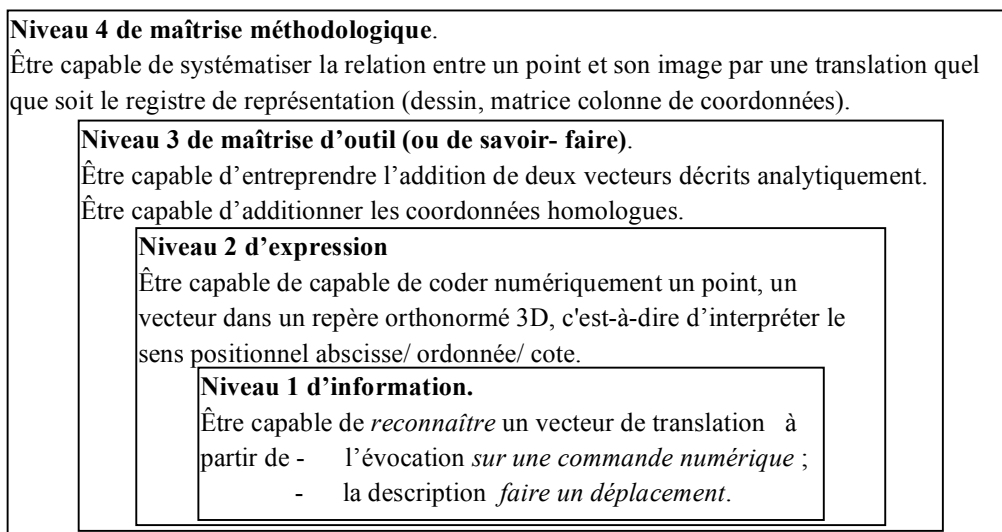 Niveau 4 de maîtrise méthodologique.
Être capable de systématiser la relation entre un point et son image par une translation quel
que soit le registre de représentation (dessin, matrice colonne de coordonnées).
Niveau 3 de maîtrise d’outil (ou de savoir- faire).
Être capable d’entreprendre l’addition de deux vecteurs décrits analytiquement.
Être capable d’additionner les coordonnées homologues.
Niveau 2 d’expression
Être capable de capable de coder numériquement un point, un
vecteur dans un repère orthonormé 3D, c'est-à-dire d’interpréter le
sens positionnel abscisse/ ordonnée/ cote.
Niveau 1 d’information.
Être capable de reconnaître un vecteur de translation à
partir de - l’évocation sur une commande numérique ;
- la description faire un déplacement.